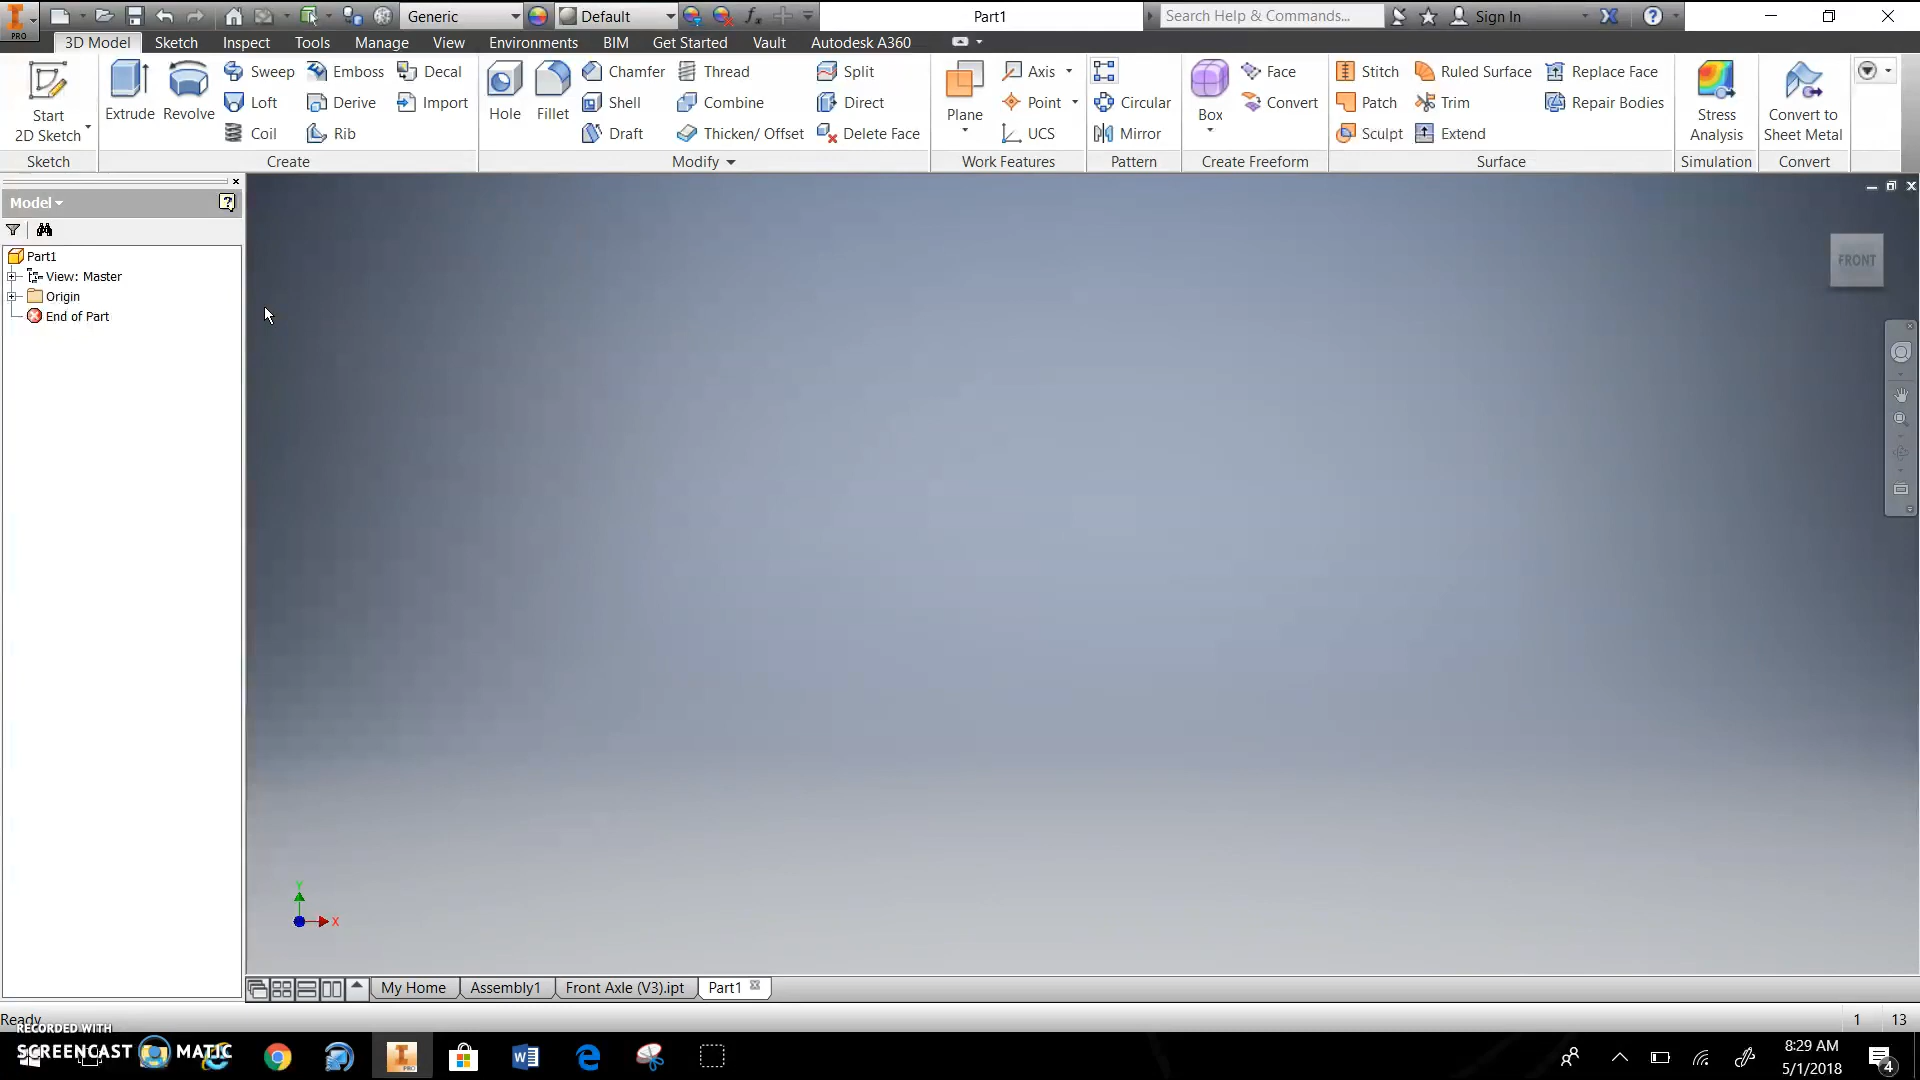 PRO Generic Default Part1 Search Help & Commands... Sign In
3D Model Sketch Inspect Tools Manage View Environments BIM Get Started Vault Autodesk A360
Start 2D Sketch
Extrude Revolve
Sweep Emboss Decal
Loft Derive Import
Coil Rib
Hole Fillet
Chamfer Thread Split
Shell Combine Direct
Draft Thicken/ Offset Delete Face
Plane
Axis
Point
UCS
Circular
Mirror
Box
Face
Convert
Stitch Ruled Surface Replace Face
Patch Trim Repair Bodies
Sculpt Extend
Stress Analysis
Convert to Sheet Metal
Sketch Create Modify Work Features Pattern Create Freeform Surface Simulation Convert
Model
Part1
View: Master
Origin
End of Part
FRONT
Y
X
My Home Assembly1 Front Axle (V3).ipt Part1
Ready
1 13
RECORDED WITH
SCREENCAST MATIC
8:29 AM
5/1/2018
4